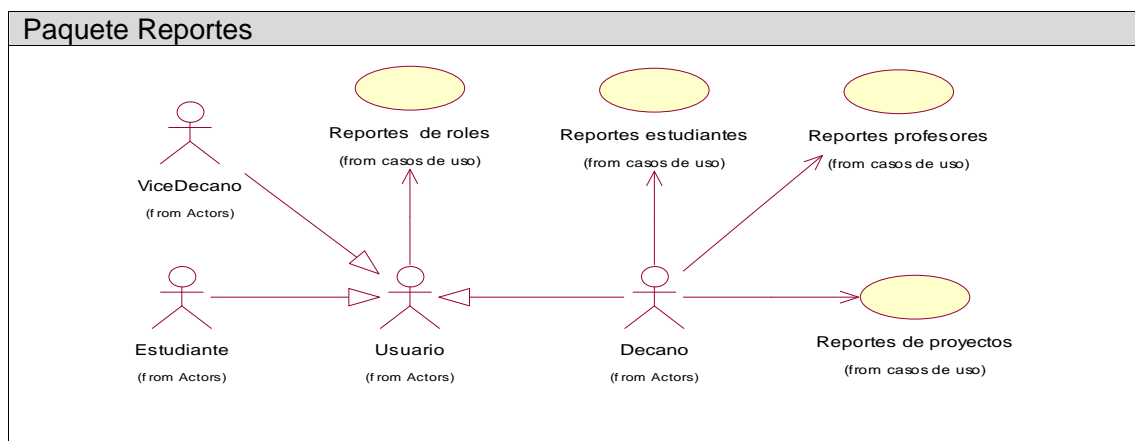 Paquete Reportes
Reportes de roles
(from casos de uso)
Reportes estudiantes
(from casos de uso)
Reportes profesores
(from casos de uso)
ViceDecano
(from Actors)
Estudiante
(from Actors)
Usuario
(from Actors)
Decano
(from Actors)
Reportes de proyectos
(from casos de uso)